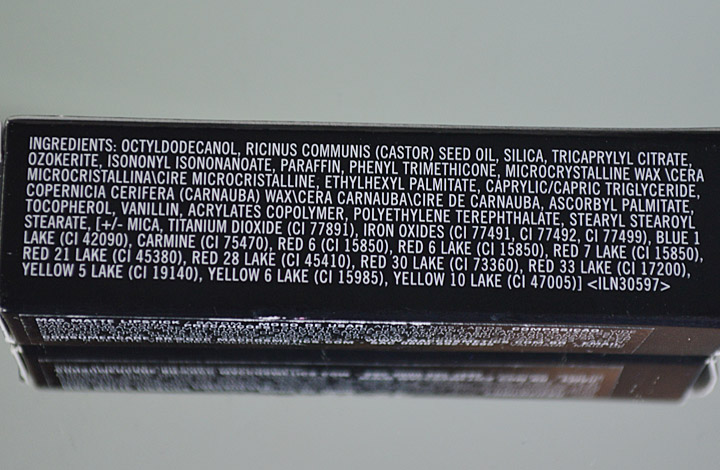 INGREDIENTS: OCTYLDODECANOL, RICINUS COMMUNIS (CASTOR) SEED OIL, SILICA, TRICAPRYLYL CITRATE,
OZOKERITE, ISONONYL ISONONANOATE, PARAFFIN, PHENYL TRIMETHICONE, MICROCRYSTALLINE WAX \CERA
MICROCRISTALLINA\CIRE MICROCRISTALLINE, ETHYLHEXYL PALMITATE, CAPRYLIC/CAPRIC TRIGLYCERIDE,
COPERNICIA CERIFERA (CARNAUBA) WAX\CERA CARNAUBA\CIRE DE CARNAUBA, ASCORBYL PALMITATE,
TOCOPHEROL, VANILLIN, ACRYLATES COPOLYMER, POLYETHYLENE TEREPHTHALATE, STEARYL STEAROYL
STEARATE, [+/- MICA, TITANIUM DIOXIDE (CI 77891), IRON OXIDES (CI 77491, CI 77492, CI 77499), BLUE 1
LAKE (CI 42090), CARMINE (CI 75470), RED 6 (CI 15850), RED 6 LAKE (CI 15850), RED 7 LAKE (CI 15850),
RED 21 LAKE (CI 45380), RED 28 LAKE (CI 45410), RED 30 LAKE (CI 73360), RED 33 LAKE (CI 17200),
YELLOW 5 LAKE (CI 19140), YELLOW 6 LAKE (CI 15985), YELLOW 10 LAKE (CI 47005)] <ILN30597>